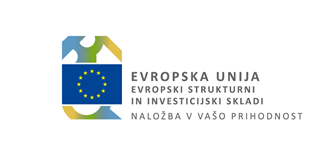 EVROPSKA UNIJA
EVROPSKI STRUKTURNI
IN INVESTICIJSKI SKLADI
NALOŽBA V VAŠO PRIHODNOST